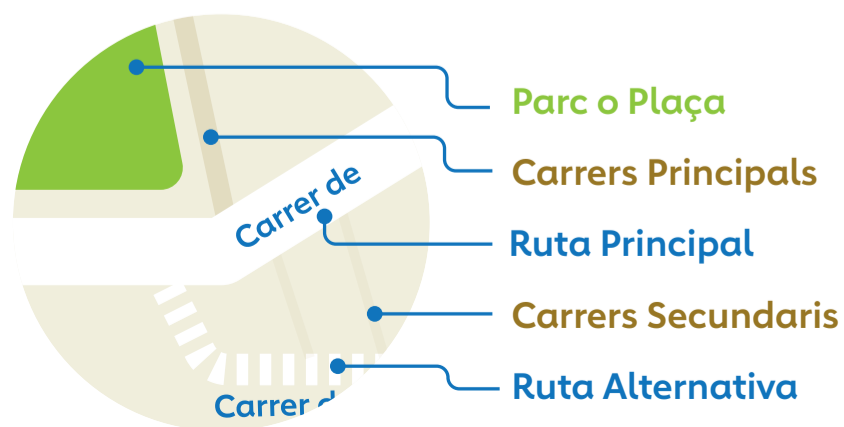 Parc o Plaça
Carrers Principals
Carrer de
Ruta Principal
Carrers Secundaris
Ruta Alternativa
Carrer